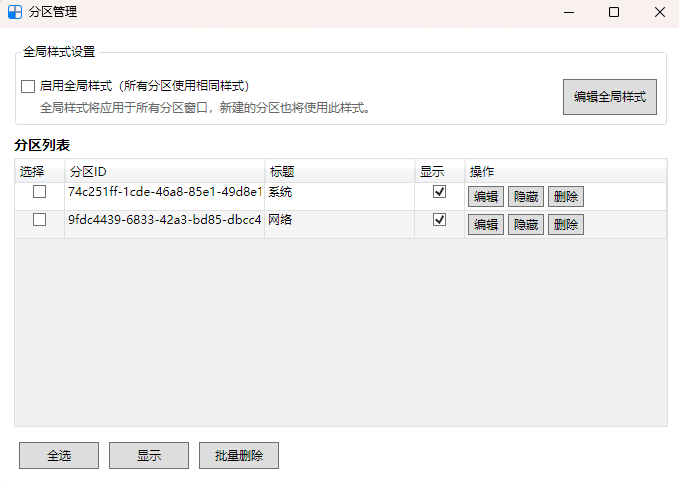 分区管理
全局样式设置
启用全局样式（所有分区使用相同样式）
全局样式将应用于所有分区窗口，新建的分区也将使用此样式。
编辑全局样式
分区列表
选择 分区ID 标题 显示 操作
74c251ff-1cde-46a8-85e1-49d8e1 系统 编辑 隐藏 删除
9fdc4439-6833-42a3-bd85-dbcc4 网络 编辑 隐藏 删除
全选 显示 批量删除